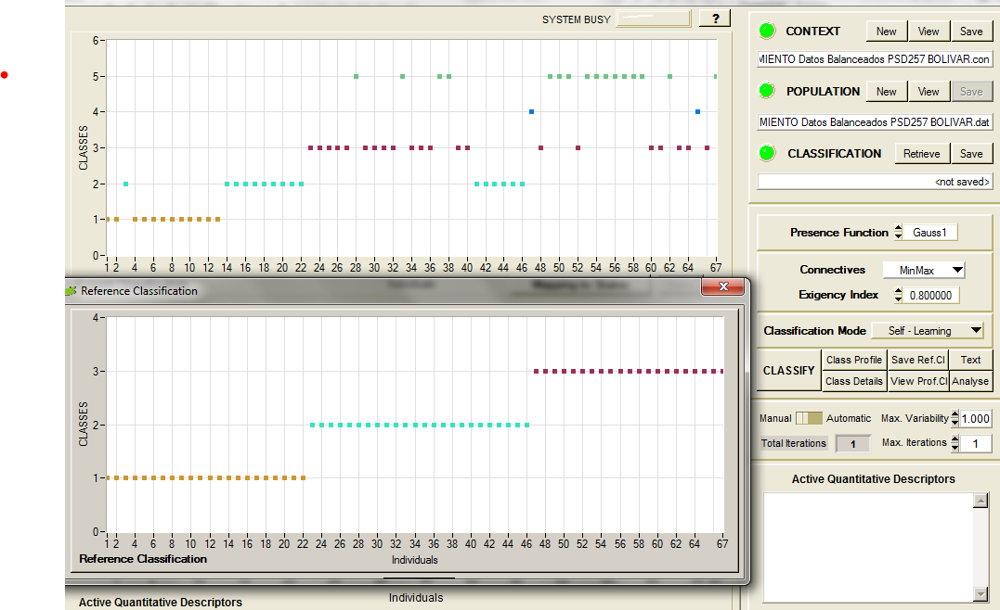 SYSTEM BUSY ?
CLASSES
6
5
4
3
2
1
0
1 2 4 6 8 10 12 14 16 18 20 22 24 26 28 30 32 34 36 38 40 42 44 46 48 50 52 54 56 58 60 62 64 67
Reference Classification
CLASSES
4
3
2
1
0
1 2 4 6 8 10 12 14 16 18 20 22 24 26 28 30 32 34 36 38 40 42 44 46 48 50 52 54 56 58 60 62 64 67
Reference Classification
Individuals
Individuals
Active Quantitative Descriptors
CONTEXT New View Save
MIENTO Datos Balanceados PSD257 BOLIVAR.con
POPULATION New View Save
MIENTO Datos Balanceados PSD257 BOLIVAR.dat
CLASSIFICATION Retrieve Save
<not saved>
Presence Function Gauss1
Connectives MinMax
Exigency Index 0.800000
Classification Mode Self - Learning
CLASSIFY
Class Profile Save Ref.Cl Text
Class Details View Prof.Cl Analyse
Manual Automatic Max. Variability 1.000
Total Iterations 1 Max. Iterations 1
Active Quantitative Descriptors